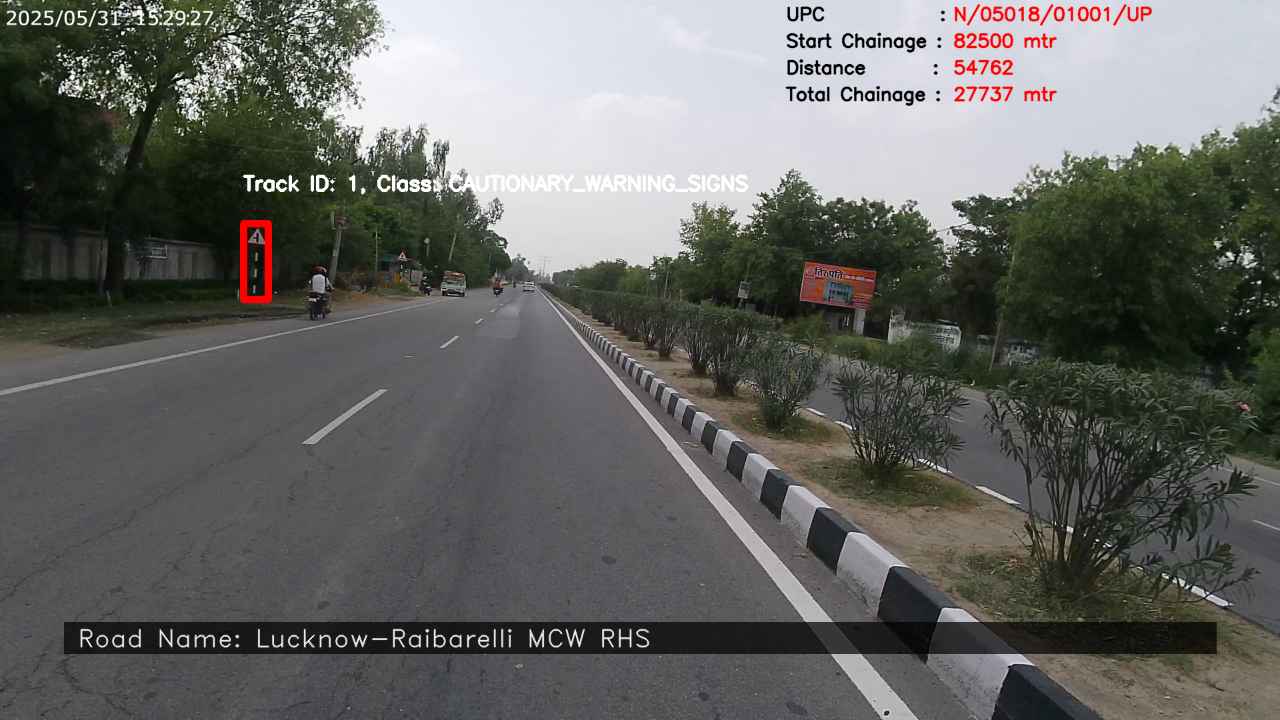 2025/05/31 15:29:27
UPC : N/05018/01001/UP
Start Chainage : 82500 mtr
Distance : 54762
Total Chainage : 27737 mtr
Track ID: 1, Class: CAUTIONARY_WARNING_SIGNS
तिरुपति
Road Name: Lucknow-Raibarelli MCW RHS